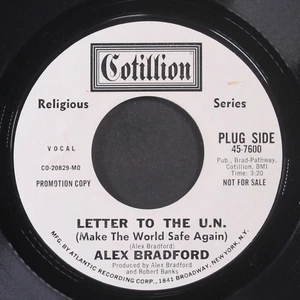 Cotillion
Religious Series
VOCAL
PLUG SIDE
45-7600
CO-20829-MO
Pub., Brad-Pathway,
Cotillion, BMI
Time: 3:20
PROMOTION COPY
NOT FOR SALE
LETTER TO THE U.N.
(Make The World Safe Again)
(Alex Bradford)
ALEX BRADFORD
Produced by Alex Bradford
and Robert Banks
MFG. BY ATLANTIC RECORDING CORP., 1841 BROADWAY, NEW YORK, N.Y.